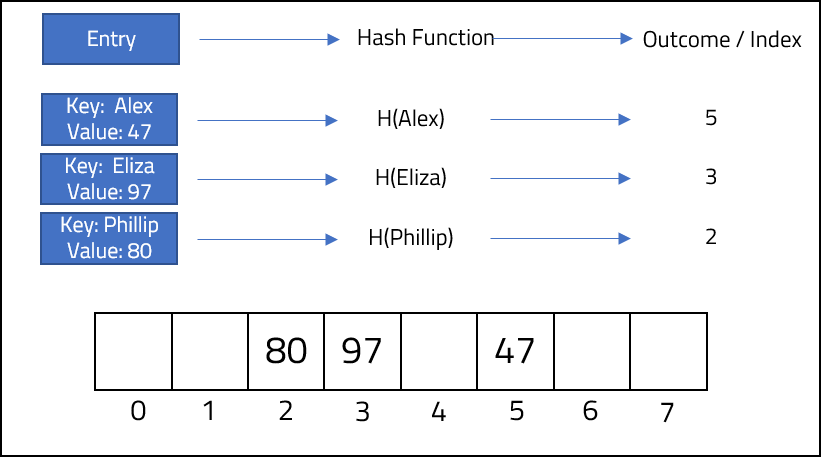 Entry Hash Function Outcome / Index
Key:  Alex
Value: 47
H(Alex) 5
Key:  Eliza
Value: 97
H(Eliza) 3
Key: Phillip
Value: 80
H(Phillip) 2
80 97 47
0 1 2 3 4 5 6 7